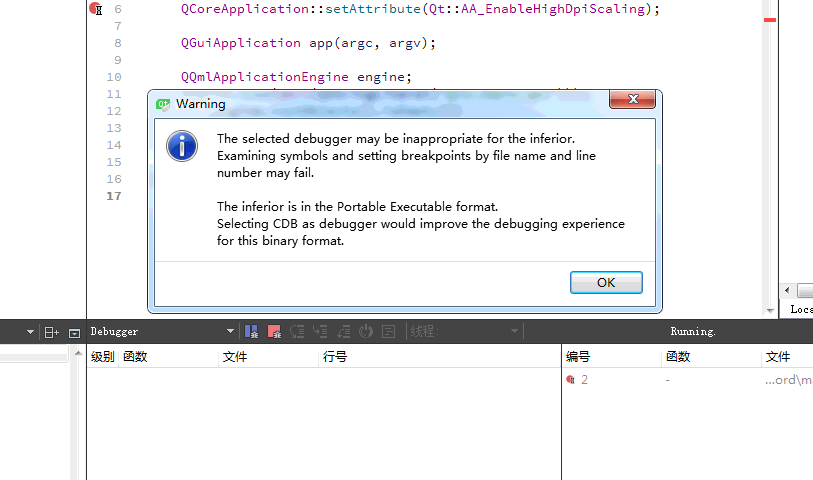 6 QCoreApplication::setAttribute(Qt::AA_EnableHighDpiScaling);
7
8 QGuiApplication app(argc, argv);
9
10 QQmlApplicationEngine engine;
11
12
13
14
15
16
17
Warning
The selected debugger may be inappropriate for the inferior.
Examining symbols and setting breakpoints by file name and line
number may fail.
The inferior is in the Portable Executable format.
Selecting CDB as debugger would improve the debugging experience
for this binary format.
OK
Loca
Debugger 线程: Running.
级别 函数 文件 行号 编号 函数 文件
2 - ...ord\m